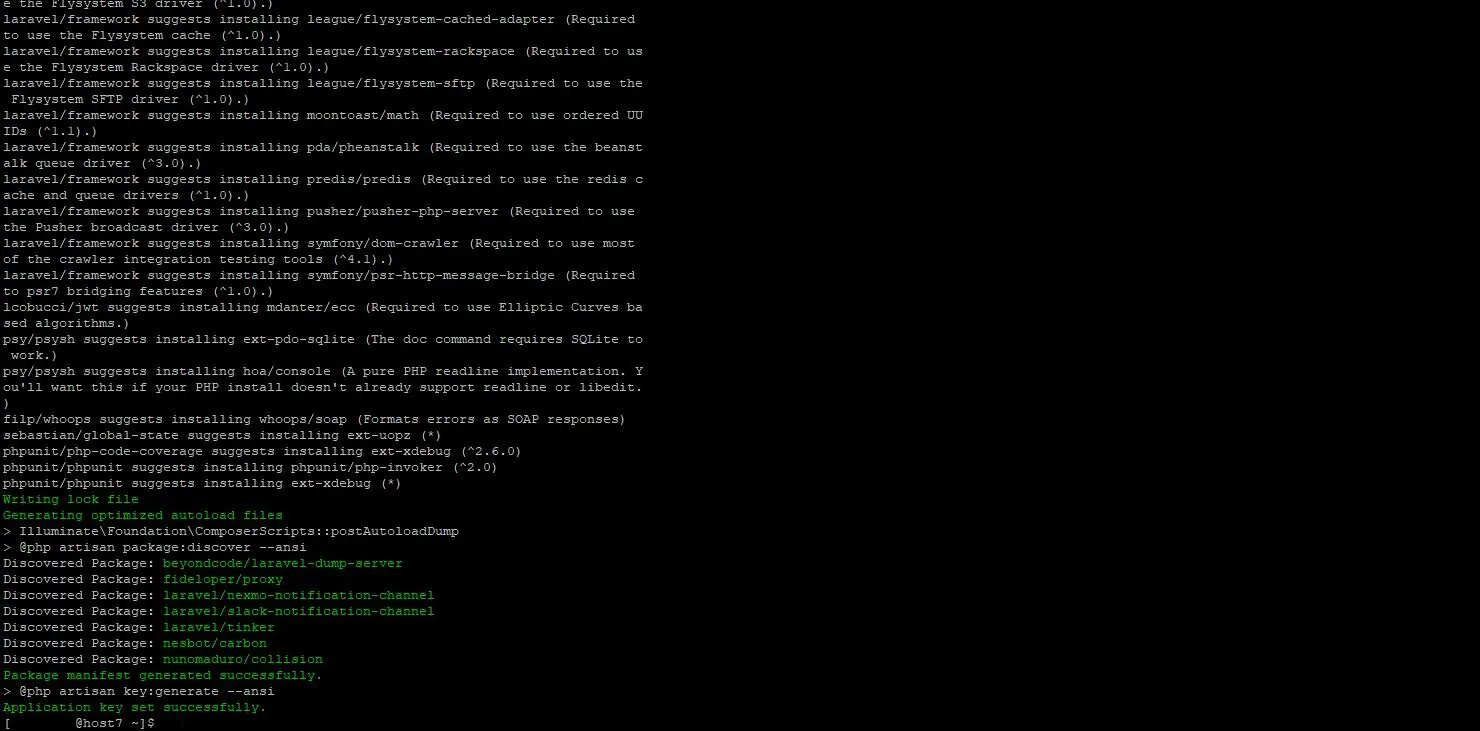 e the Flysystem S3 driver (^1.0).)
laravel/framework suggests installing league/flysystem-cached-adapter (Required
to use the Flysystem cache (^1.0).)
laravel/framework suggests installing league/flysystem-rackspace (Required to us
e the Flysystem Rackspace driver (^1.0).)
laravel/framework suggests installing league/flysystem-sftp (Required to use the
 Flysystem SFTP driver (^1.0).)
laravel/framework suggests installing moontoast/math (Required to use ordered UU
IDs (^1.1).)
laravel/framework suggests installing pda/pheanstalk (Required to use the beanst
alk queue driver (^3.0).)
laravel/framework suggests installing predis/predis (Required to use the redis c
ache and queue drivers (^1.0).)
laravel/framework suggests installing pusher/pusher-php-server (Required to use
the Pusher broadcast driver (^3.0).)
laravel/framework suggests installing symfony/dom-crawler (Required to use most
of the crawler integration testing tools (^4.1).)
laravel/framework suggests installing symfony/psr-http-message-bridge (Required
to psr7 bridging features (^1.0).)
lcobucci/jwt suggests installing mdanter/ecc (Required to use Elliptic Curves ba
sed algorithms.)
psy/psysh suggests installing ext-pdo-sqlite (The doc command requires SQLite to
 work.)
psy/psysh suggests installing hoa/console (A pure PHP readline implementation. Y
ou'll want this if your PHP install doesn't already support readline or libedit.
)
filp/whoops suggests installing whoops/soap (Formats errors as SOAP responses)
sebastian/global-state suggests installing ext-uopz (*)
phpunit/php-code-coverage suggests installing ext-xdebug (^2.6.0)
phpunit/phpunit suggests installing phpunit/php-invoker (^2.0)
phpunit/phpunit suggests installing ext-xdebug (*)
Writing lock file
Generating optimized autoload files
> Illuminate\Foundation\ComposerScripts::postAutoloadDump
> @php artisan package:discover --ansi
Discovered Package: beyondcode/laravel-dump-server
Discovered Package: fideloper/proxy
Discovered Package: laravel/nexmo-notification-channel
Discovered Package: laravel/slack-notification-channel
Discovered Package: laravel/tinker
Discovered Package: nesbot/carbon
Discovered Package: nunomaduro/collision
Package manifest generated successfully.
> @php artisan key:generate --ansi
Application key set successfully.
[ @host7 ~]$